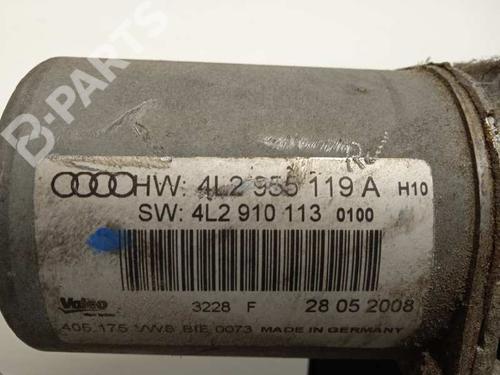 HW: 4L2 955 119 A H10
SW: 4L2 910 113 0100
Valeo
3228 F 28 05 2008
405.175 VWS BIE 0073 MADE IN GERMANY
B-PARTS